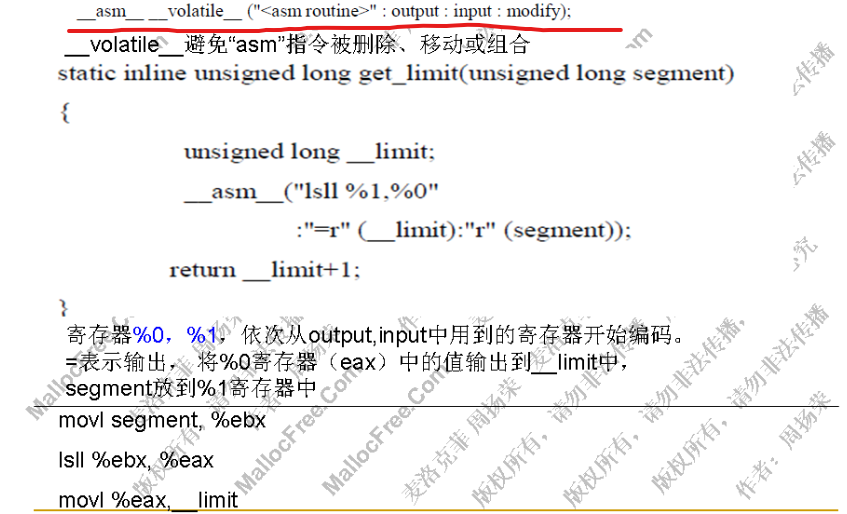 __asm__ __volatile__ ("<asm routine>" : output : input : modify);
__volatile__避免“asm”指令被删除、移动或组合
static inline unsigned long get_limit(unsigned long segment)
{
unsigned long __limit;
__asm__("lsll %1,%0"
:"=r" (__limit):"r" (segment));
return __limit+1;
}
寄存器%0，%1，依次从output,input中用到的寄存器开始编码。
=表示输出， 将%0寄存器（eax）中的值输出到__limit中，
segment放到%1寄存器中
movl segment, %ebx
lsll %ebx, %eax
movl %eax,__limit
MallocFree.Com
麦洛克菲 周扬荣
版权所有，请勿非法传播，
作者：周扬荣